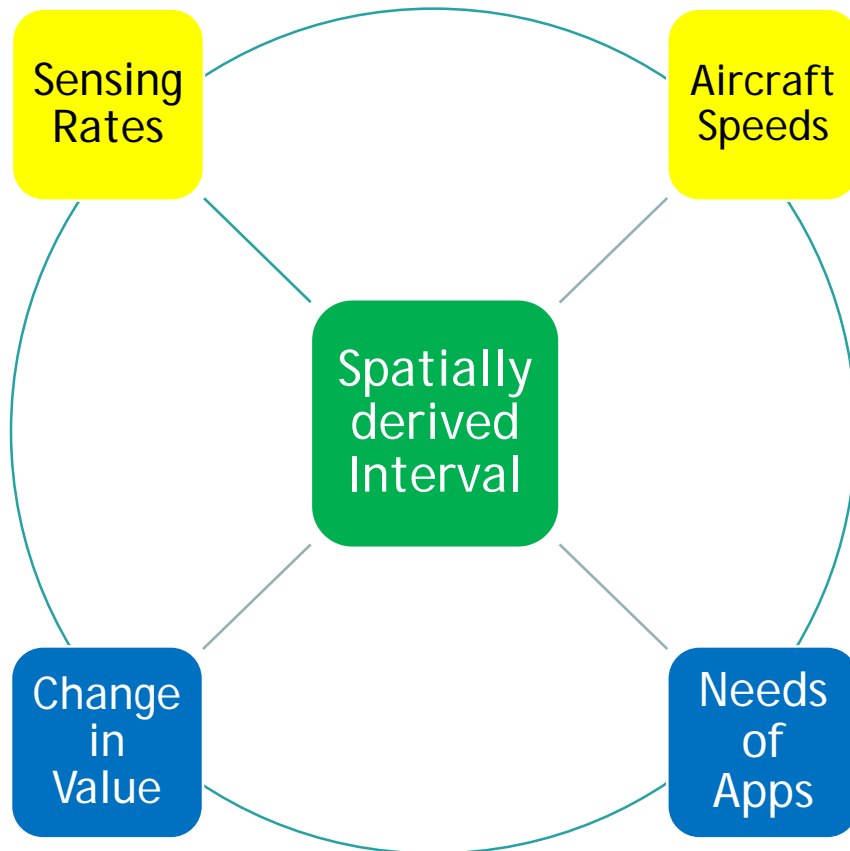 Sensing
Rates
Aircraft
Speeds
Spatially
derived
Interval
Change
in
Value
Needs
of
Apps